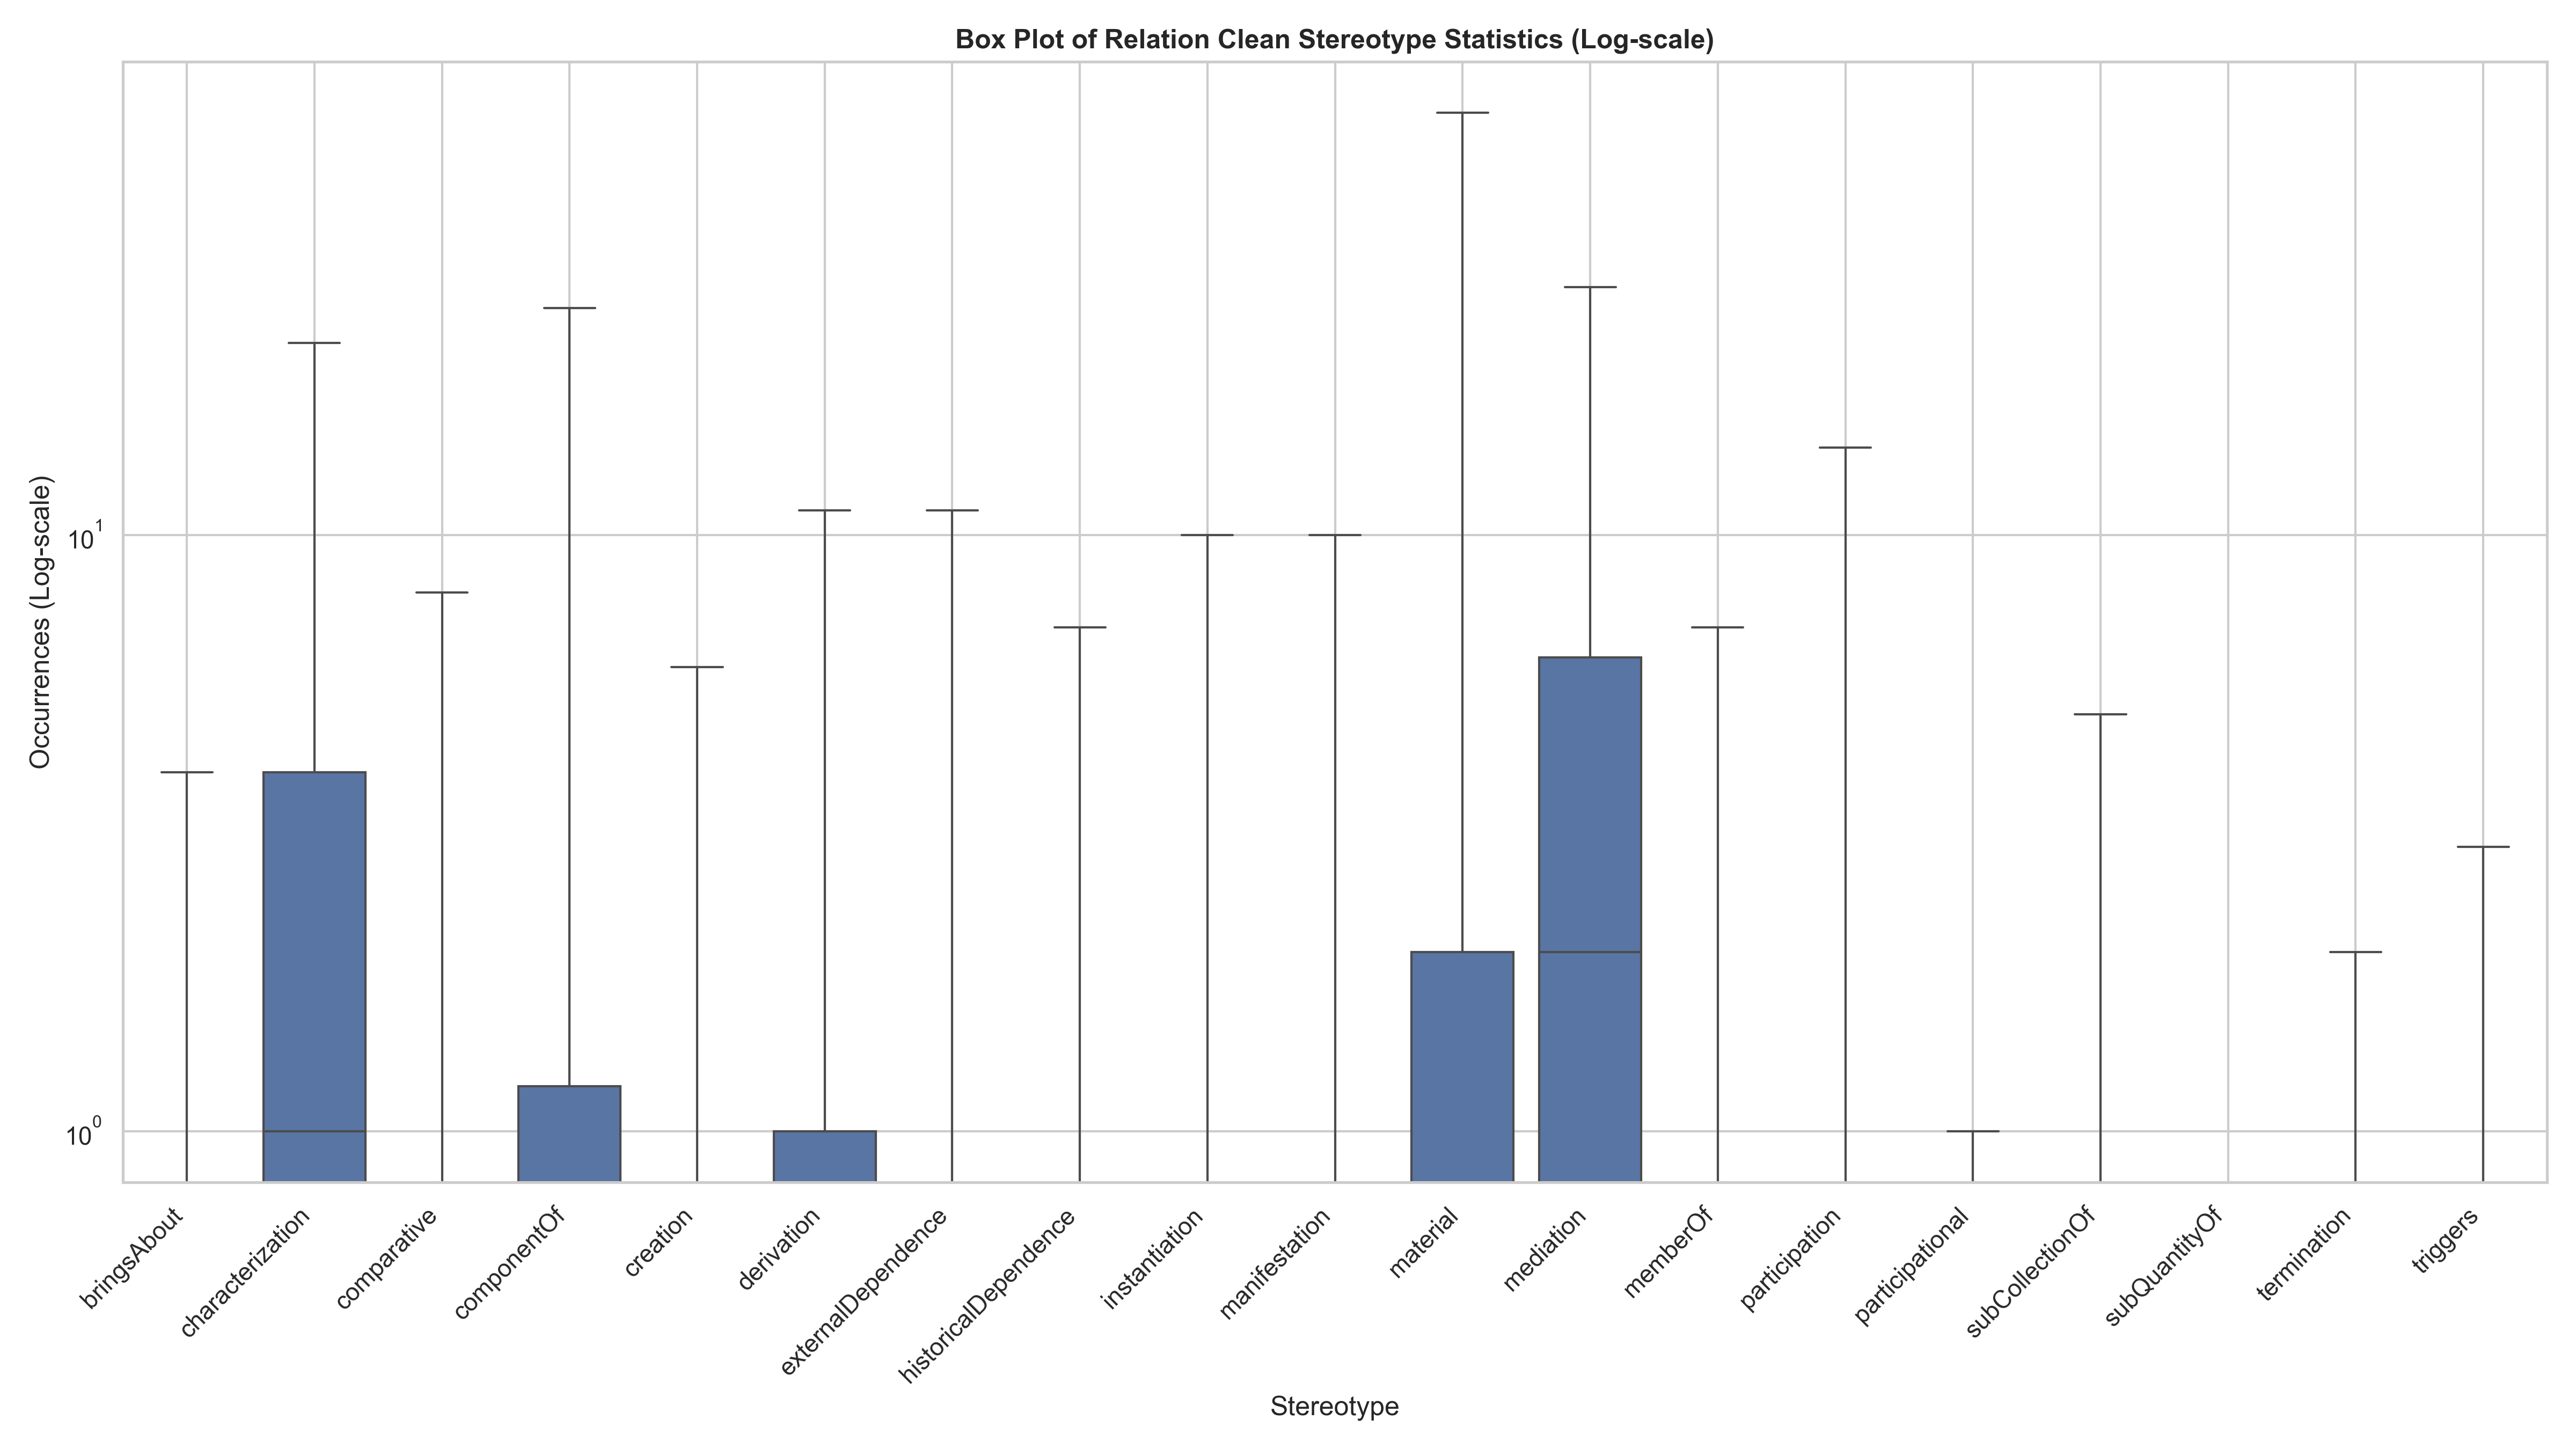 Box Plot of Relation Clean Stereotype Statistics (Log-scale)
Occurrences (Log-scale)
10^1
10^0
bringsAbout
characterization
comparative
componentOf
creation
derivation
externalDependence
historicalDependence
instantiation
manifestation
material
mediation
memberOf
participation
participational
subCollectionOf
subQuantityOf
termination
triggers
Stereotype